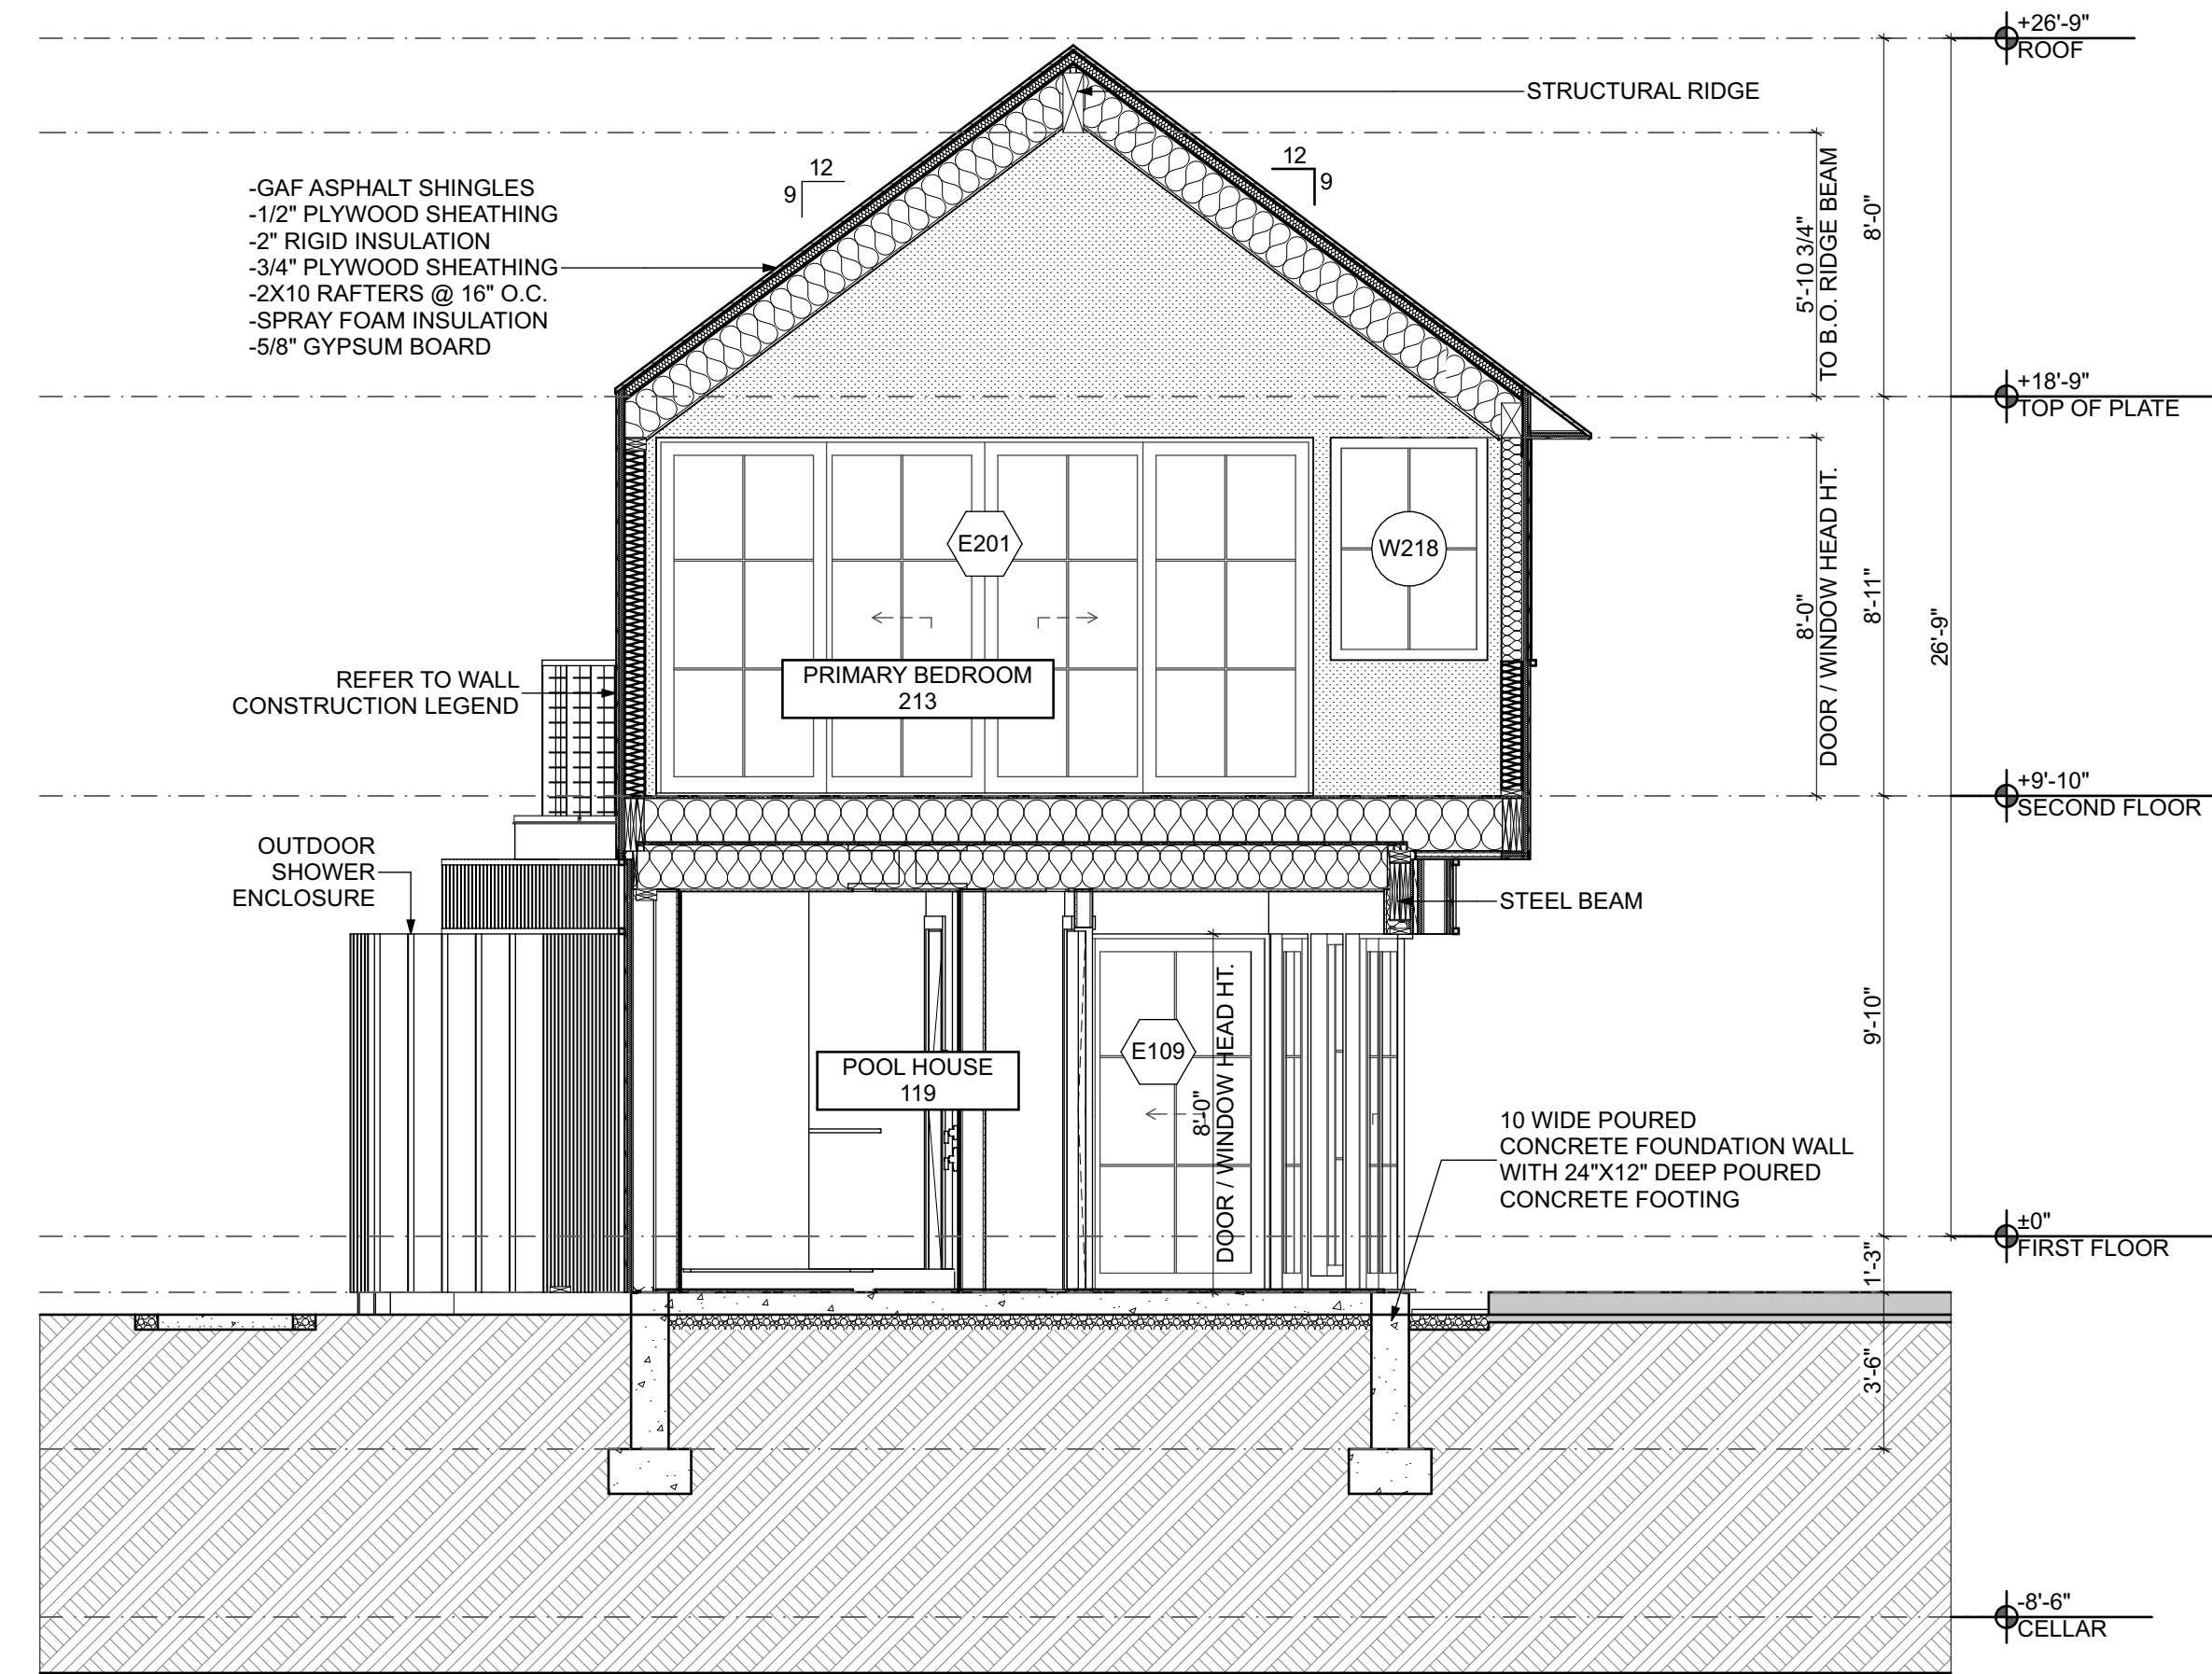 +26'-9"
ROOF
STRUCTURAL RIDGE
12
9
12
9
-GAF ASPHALT SHINGLES
-1/2" PLYWOOD SHEATHING
-2" RIGID INSULATION
-3/4" PLYWOOD SHEATHING
-2X10 RAFTERS @ 16" O.C.
-SPRAY FOAM INSULATION
-5/8" GYPSUM BOARD
5'-10 3/4"
TO B.O. RIDGE BEAM
8'-0"
+18'-9"
TOP OF PLATE
E201
W218
8'-0"
DOOR / WINDOW HEAD HT.
8'-11"
26'-9"
PRIMARY BEDROOM
213
REFER TO WALL
CONSTRUCTION LEGEND
+9'-10"
SECOND FLOOR
OUTDOOR
SHOWER
ENCLOSURE
STEEL BEAM
9'-10"
E109
8'-0"
DOOR / WINDOW HEAD HT.
POOL HOUSE
119
10 WIDE POURED
CONCRETE FOUNDATION WALL
WITH 24"X12" DEEP POURED
CONCRETE FOOTING
±0"
FIRST FLOOR
1'-3"
3'-6"
-8'-6"
CELLAR